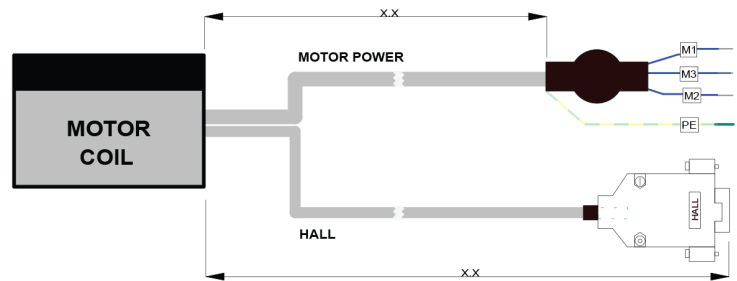 X.X
MOTOR POWER
M1
M3
M2
PE
MOTOR
COIL
HALL
HALL
X.X